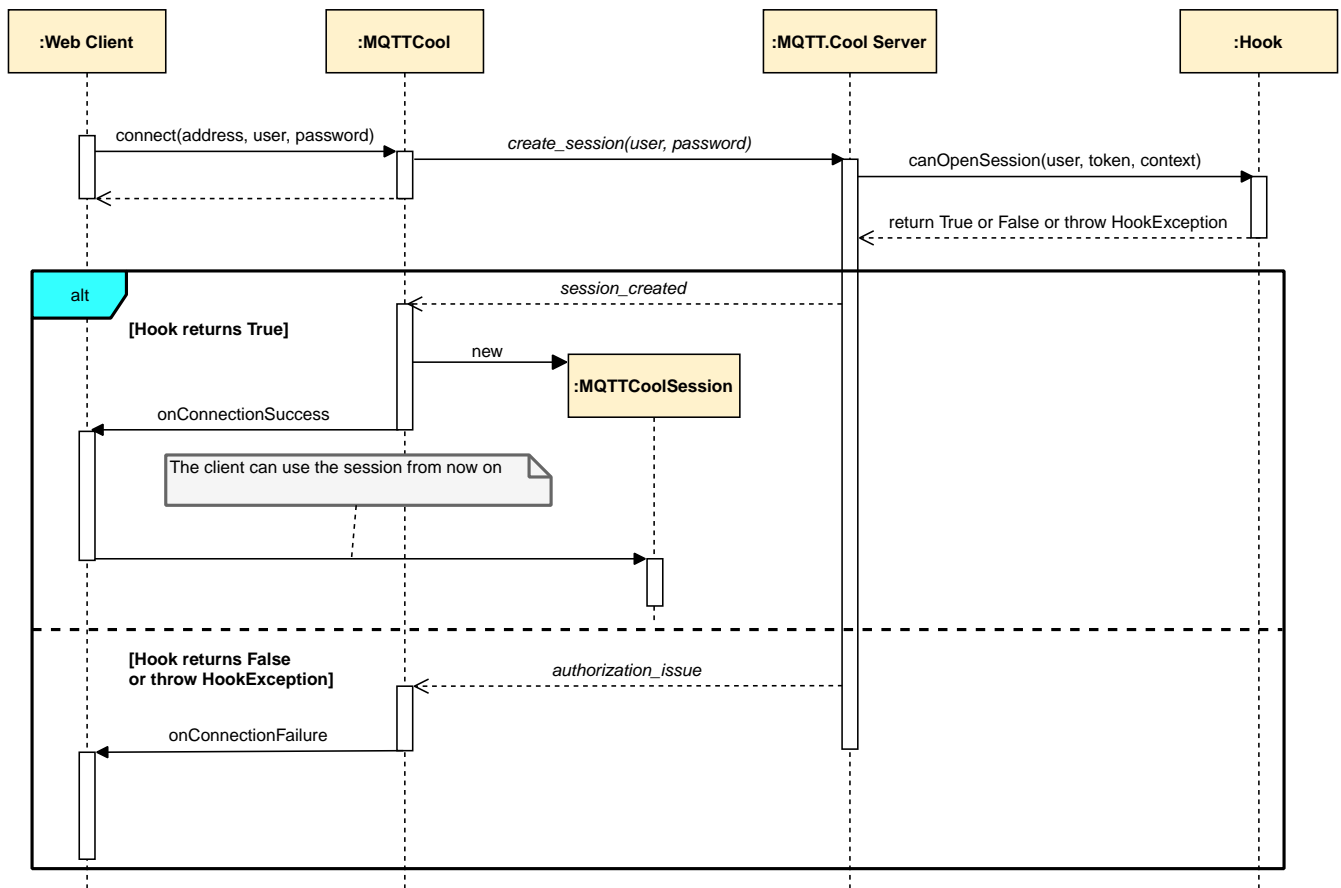 :Web Client
:MQTTCool
:MQTT.Cool Server
:Hook
connect(address, user, password)
create_session(user, password)
canOpenSession(user, token, context)
return True or False or throw HookException
alt
session_created
[Hook returns True]
new
:MQTTCoolSession
onConnectionSuccess
The client can use the session from now on
[Hook returns False
or throw HookException]
authorization_issue
onConnectionFailure